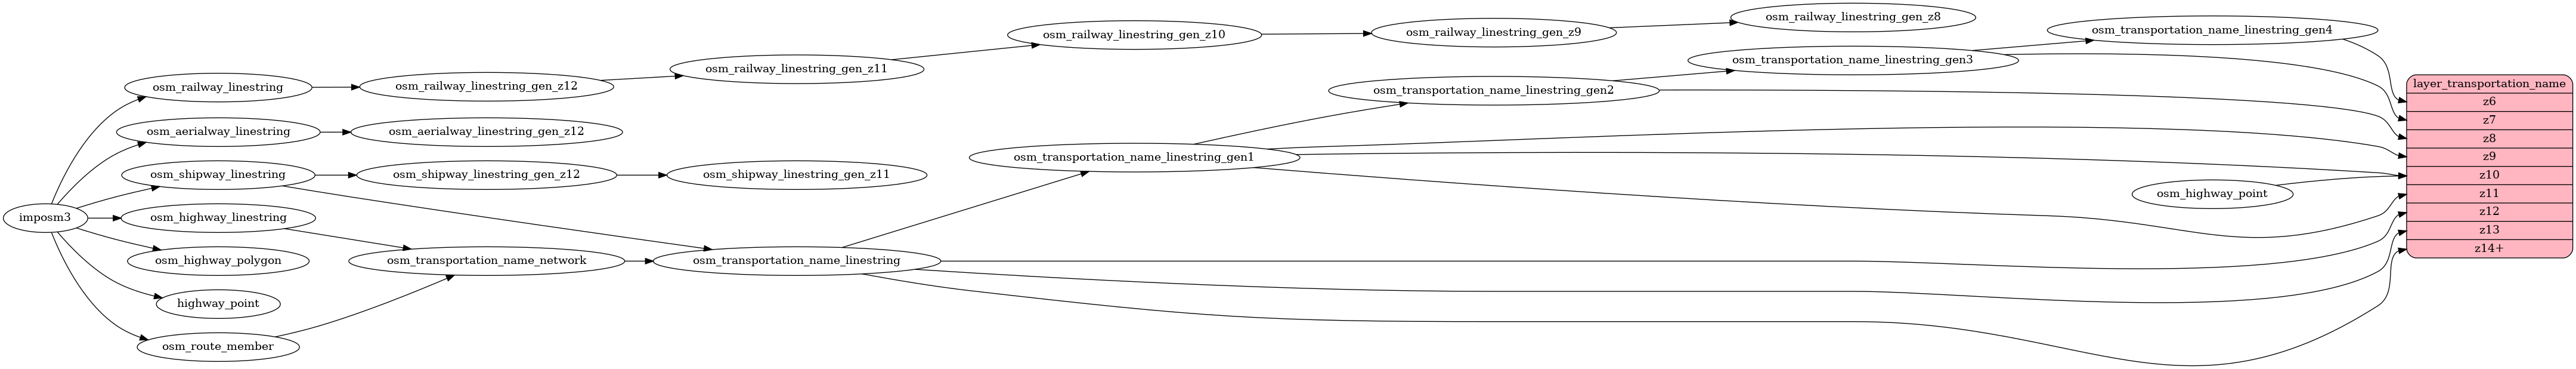 imposm3
osm_railway_linestring
osm_aerialway_linestring
osm_shipway_linestring
osm_highway_linestring
osm_highway_polygon
highway_point
osm_route_member
osm_railway_linestring_gen_z12
osm_aerialway_linestring_gen_z12
osm_shipway_linestring_gen_z12
osm_transportation_name_network
osm_railway_linestring_gen_z11
osm_shipway_linestring_gen_z11
osm_transportation_name_linestring
osm_railway_linestring_gen_z10
osm_transportation_name_linestring_gen1
osm_railway_linestring_gen_z9
osm_transportation_name_linestring_gen2
osm_railway_linestring_gen_z8
osm_transportation_name_linestring_gen3
osm_transportation_name_linestring_gen4
osm_highway_point
layer_transportation_name
z6
z7
z8
z9
z10
z11
z12
z13
z14+